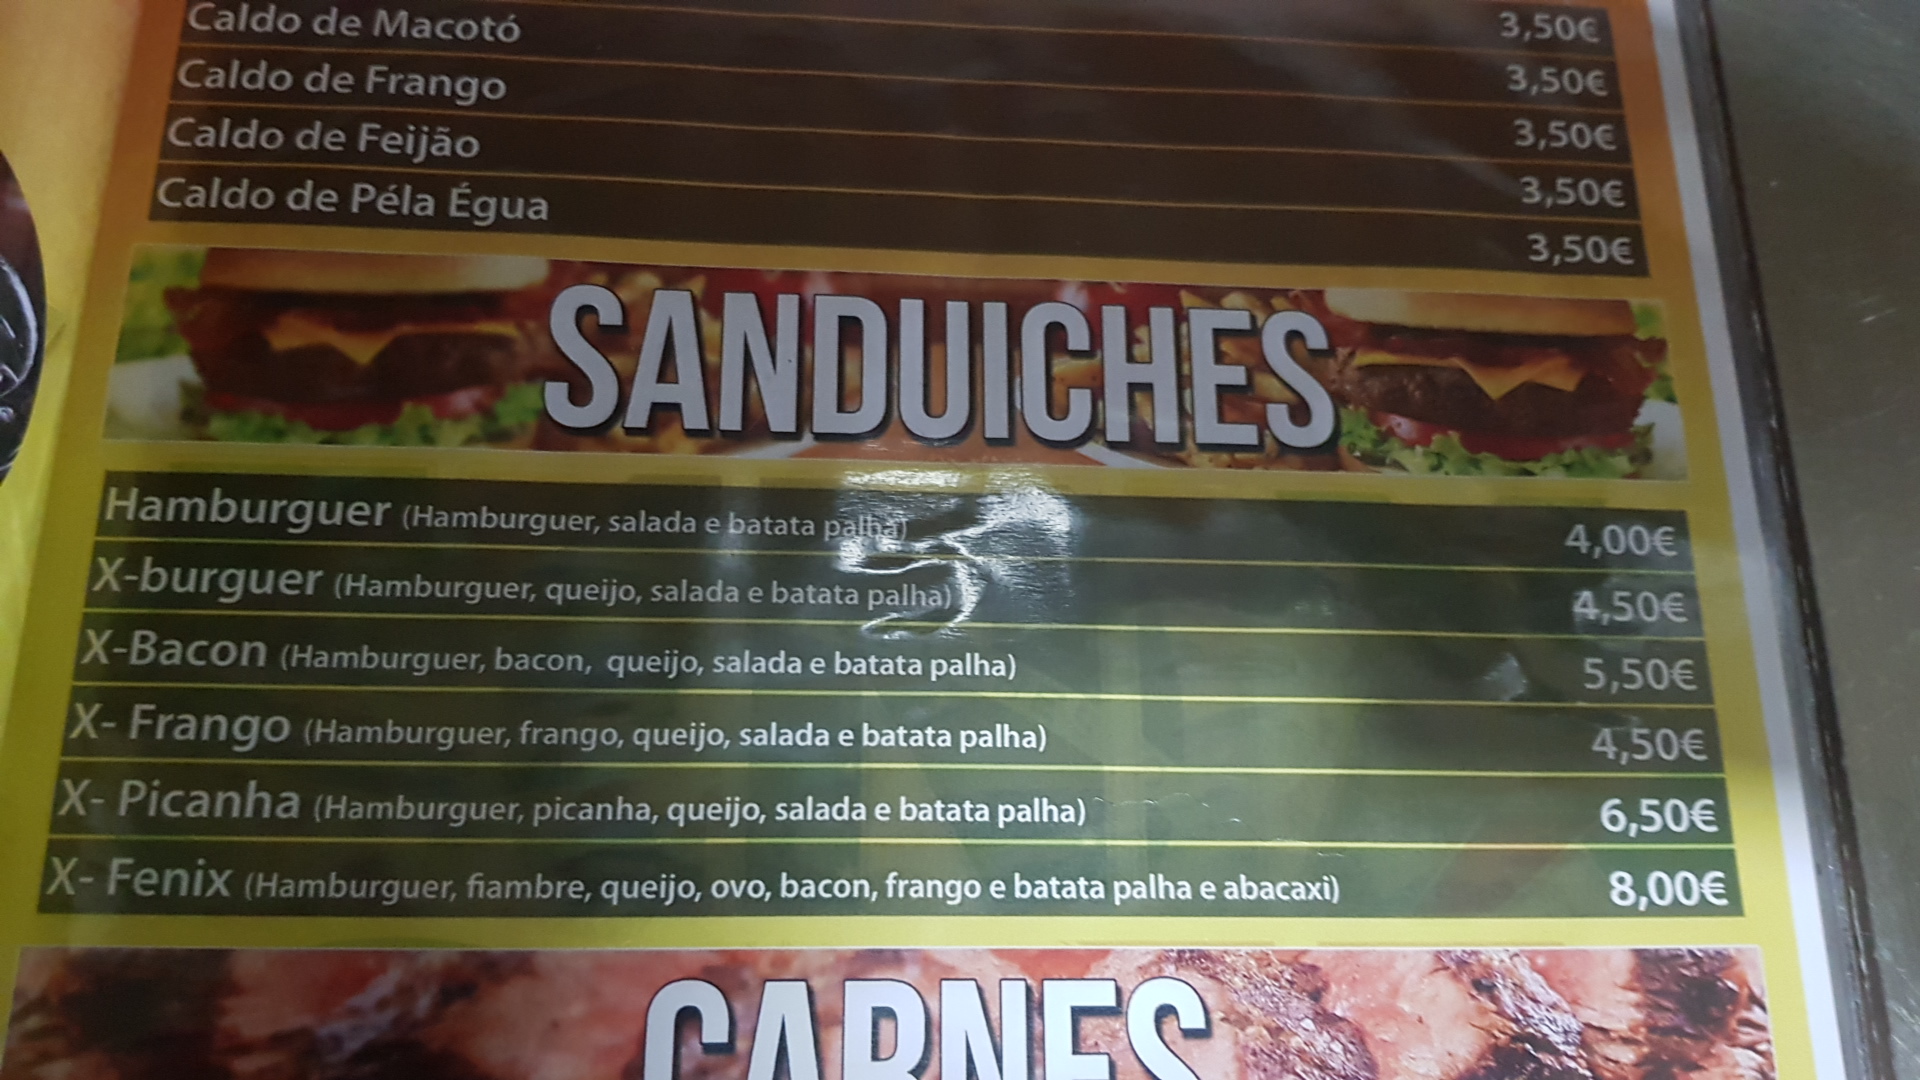 Caldo de Macotó 3,50€
Caldo de Frango 3,50€
Caldo de Feijão 3,50€
Caldo de Péla Égua 3,50€
3,50€
SANDUICHES
Hamburguer (Hamburguer, salada e batata palha) 4,00€
X-burguer (Hamburguer, queijo, salada e batata palha) 4,50€
X-Bacon (Hamburguer, bacon, queijo, salada e batata palha) 5,50€
X- Frango (Hamburguer, frango, queijo, salada e batata palha) 4,50€
X- Picanha (Hamburguer, picanha, queijo, salada e batata palha) 6,50€
X- Fenix (Hamburguer, fiambre, queijo, ovo, bacon, frango e batata palha e abacaxi) 8,00€
CARNES